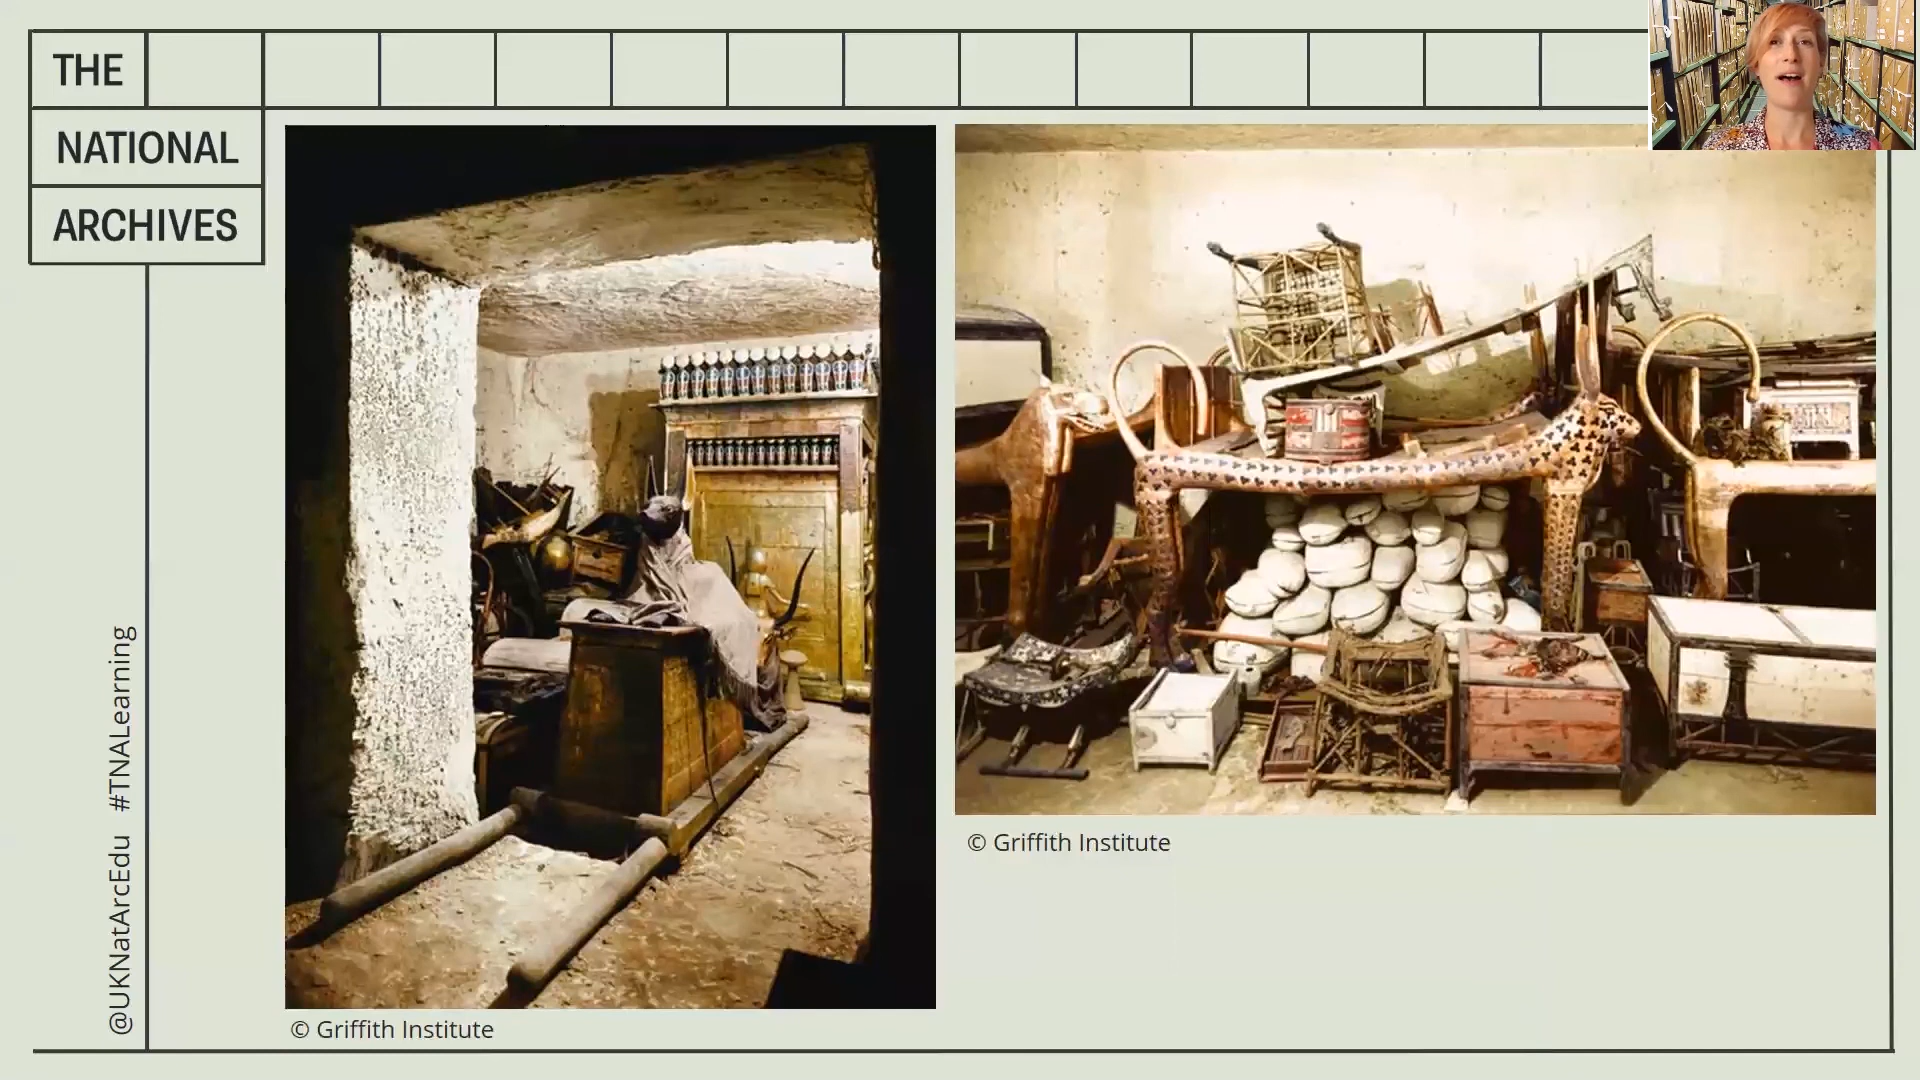 THE
NATIONAL
ARCHIVES
@UKNatArcEdu #TNALearning
© Griffith Institute
© Griffith Institute